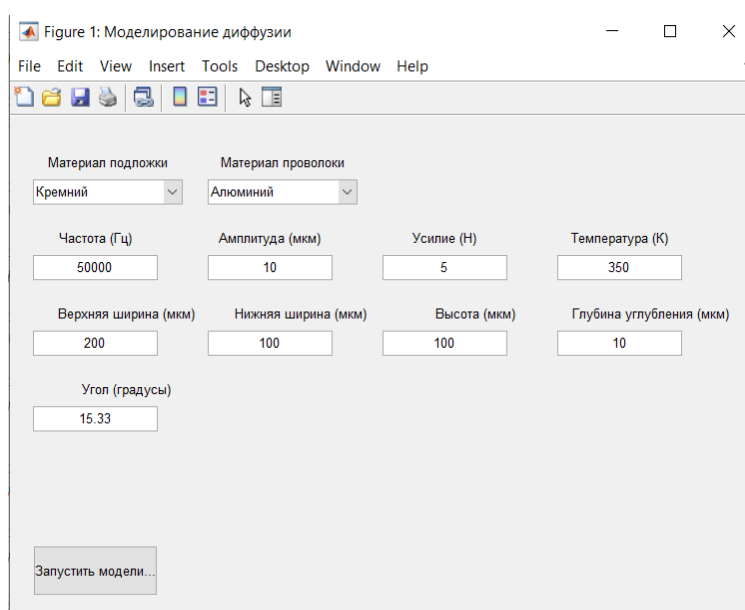 Figure 1: Моделирование диффузии
File Edit View Insert Tools Desktop Window Help
Материал подложки Материал проволоки
Кремний Алюминий
Частота (Гц) Амплитуда (мкм) Усилие (Н) Температура (К)
50000 10 5 350
Верхняя ширина (мкм) Нижняя ширина (мкм) Высота (мкм) Глубина углубления (мкм)
200 100 100 10
Угол (градусы)
15.33
Запустить модели...